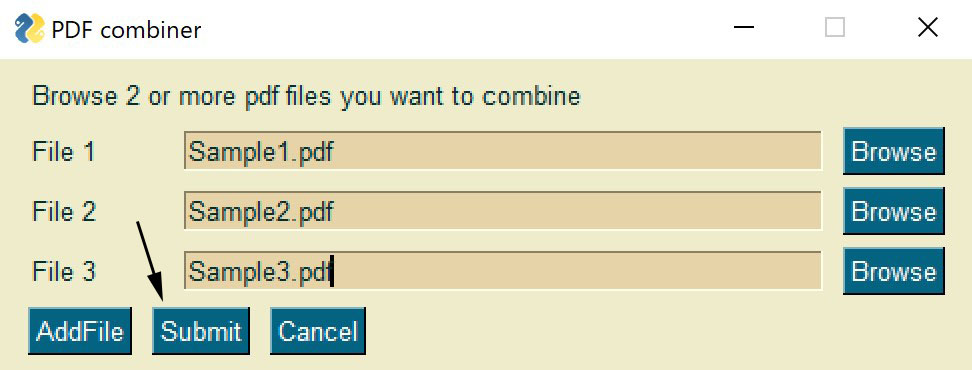 PDF combiner
Browse 2 or more pdf files you want to combine
File 1 Sample1.pdf Browse
File 2 Sample2.pdf Browse
File 3 Sample3.pdf Browse
AddFile Submit Cancel